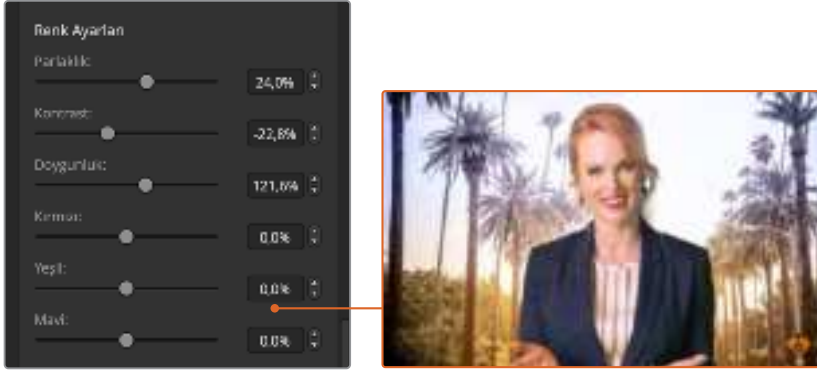 Renk Ayarları
Parlaklık:
24,0%
Kontrast:
-22,8%
Doygunluk:
121,6%
Kırmızı:
0,0%
Yeşil:
0,0%
Mavi:
0,0%